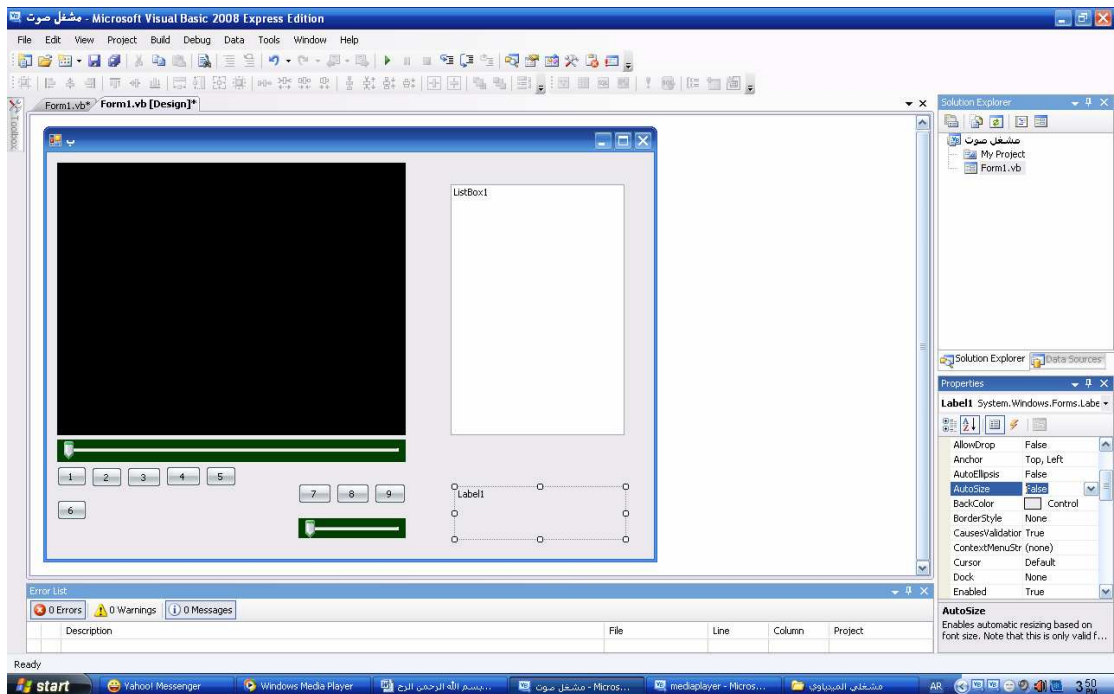 مشغل صوت - Microsoft Visual Basic 2008 Express Edition
File Edit View Project Build Debug Data Tools Window Help
Toolbox
Form1.vb* Form1.vb [Design]*
ب
ListBox1
1 2 3 4 5
6
7 8 9
Label1
Solution Explorer
مشغل صوت
My Project
Form1.vb
Solution Explorer Data Sources
Properties
Label1 System.Windows.Forms.Labe
AllowDrop False
Anchor Top, Left
AutoEllipsis False
AutoSize False
BackColor Control
BorderStyle None
CausesValidation True
ContextMenuStr (none)
Cursor Default
Dock None
Enabled True
AutoSize
Enables automatic resizing based on
font size. Note that this is only valid f...
Error List
0 Errors 0 Warnings 0 Messages
Description File Line Column Project
Ready
start Yahoo! Messenger Windows Media Player بسم الله الرحمن الرح... مشغل صوت - Micros... mediaplayer - Micros... مشغلي الميدياوي AR 3:50 PM